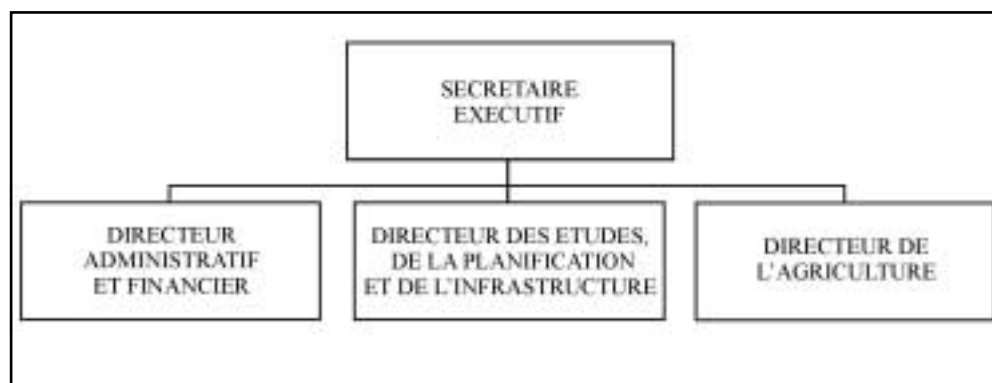 SECRETAIRE
EXECUTIF
DIRECTEUR
ADMINISTRATIF
ET FINANCIER
DIRECTEUR DES ETUDES,
DE LA PLANIFICATION
ET DE L'INFRASTRUCTURE
DIRECTEUR DE
L'AGRICULTURE